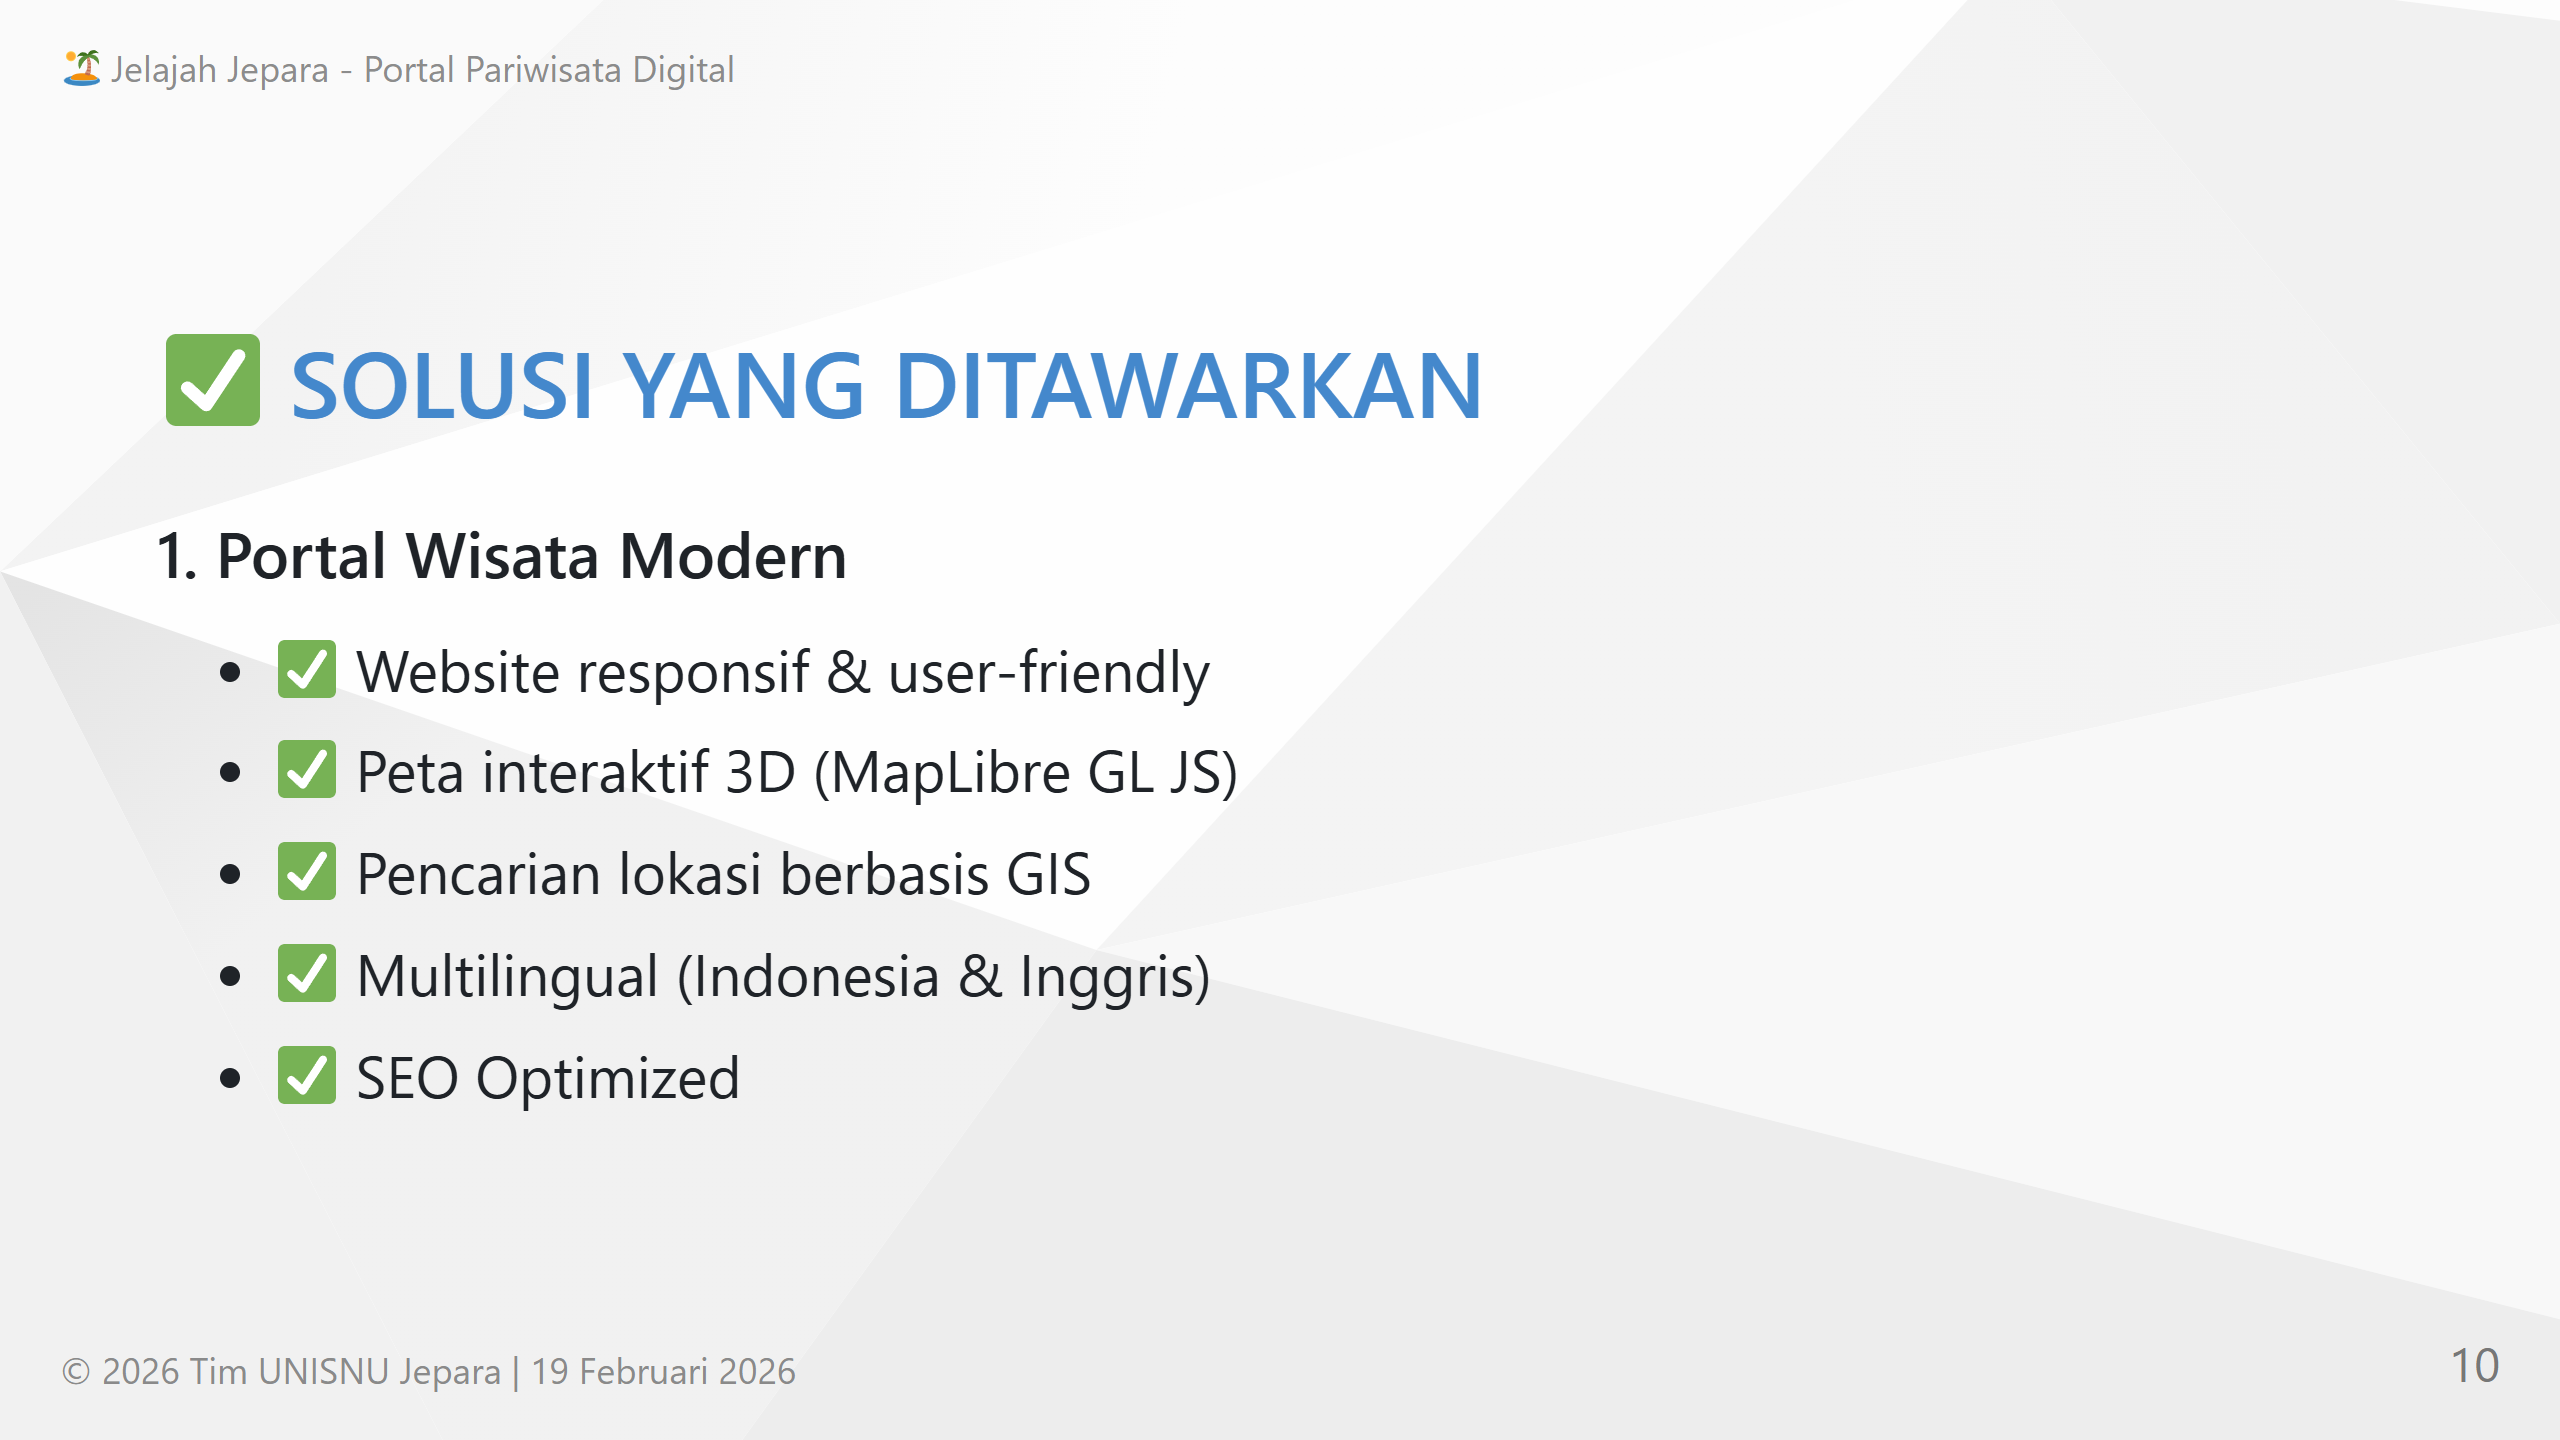 🏝️ Jelajah Jepara - Portal Pariwisata Digital
✅ SOLUSI YANG DITAWARKAN
1. Portal Wisata Modern
• ✅ Website responsif & user-friendly
• ✅ Peta interaktif 3D (MapLibre GL JS)
• ✅ Pencarian lokasi berbasis GIS
• ✅ Multilingual (Indonesia & Inggris)
• ✅ SEO Optimized
© 2026 Tim UNISNU Jepara | 19 Februari 2026
10